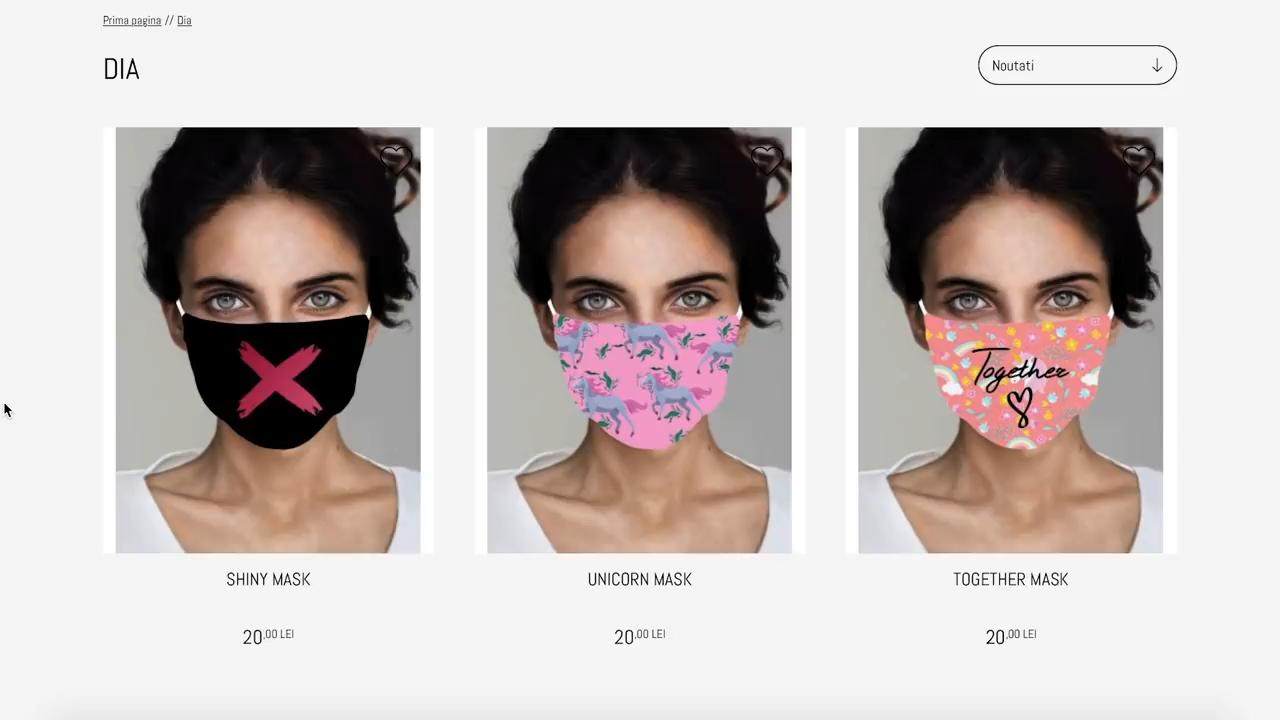 Prima pagina // Dia
DIA
Noutati
Together
SHINY MASK
UNICORN MASK
TOGETHER MASK
20,00 LEI
20,00 LEI
20,00 LEI